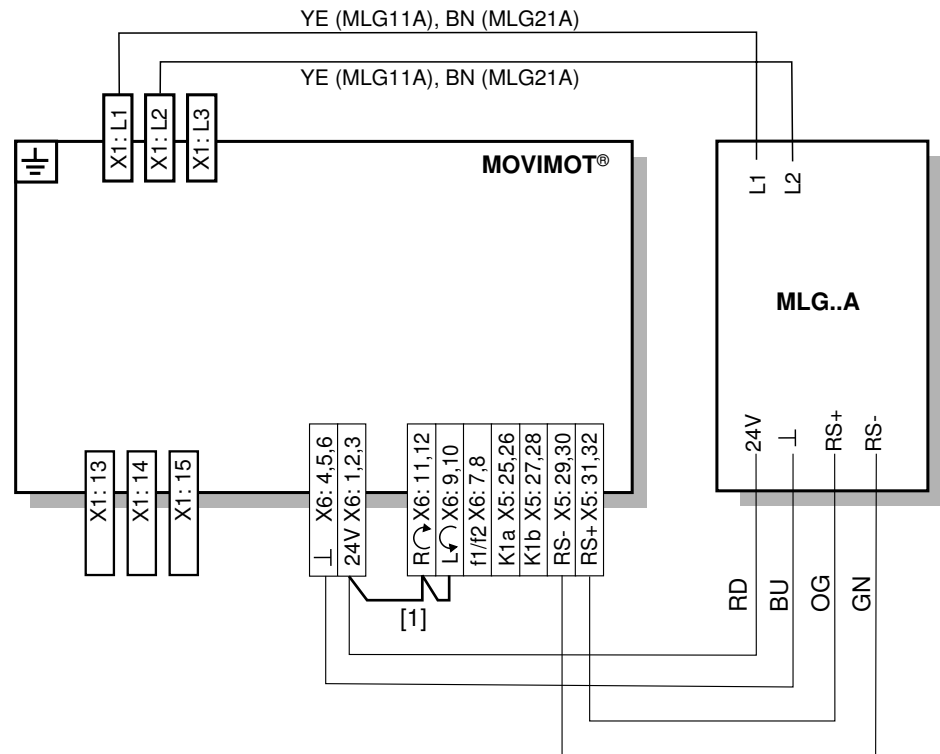 YE (MLG11A), BN (MLG21A)
YE (MLG11A), BN (MLG21A)
X1: L1
X1: L2
X1: L3
MOVIMOT®
L1
L2
MLG..A
24V
⊥
RS+
RS-
X1: 13
X1: 14
X1: 15
⊥ X6: 4,5,6
24V X6: 1,2,3
R X6: 11,12
L X6: 9,10
f1/f2 X6: 7,8
K1a X5: 25,26
K1b X5: 27,28
RS- X5: 29,30
RS+ X5: 31,32
[1]
RD
BU
OG
GN